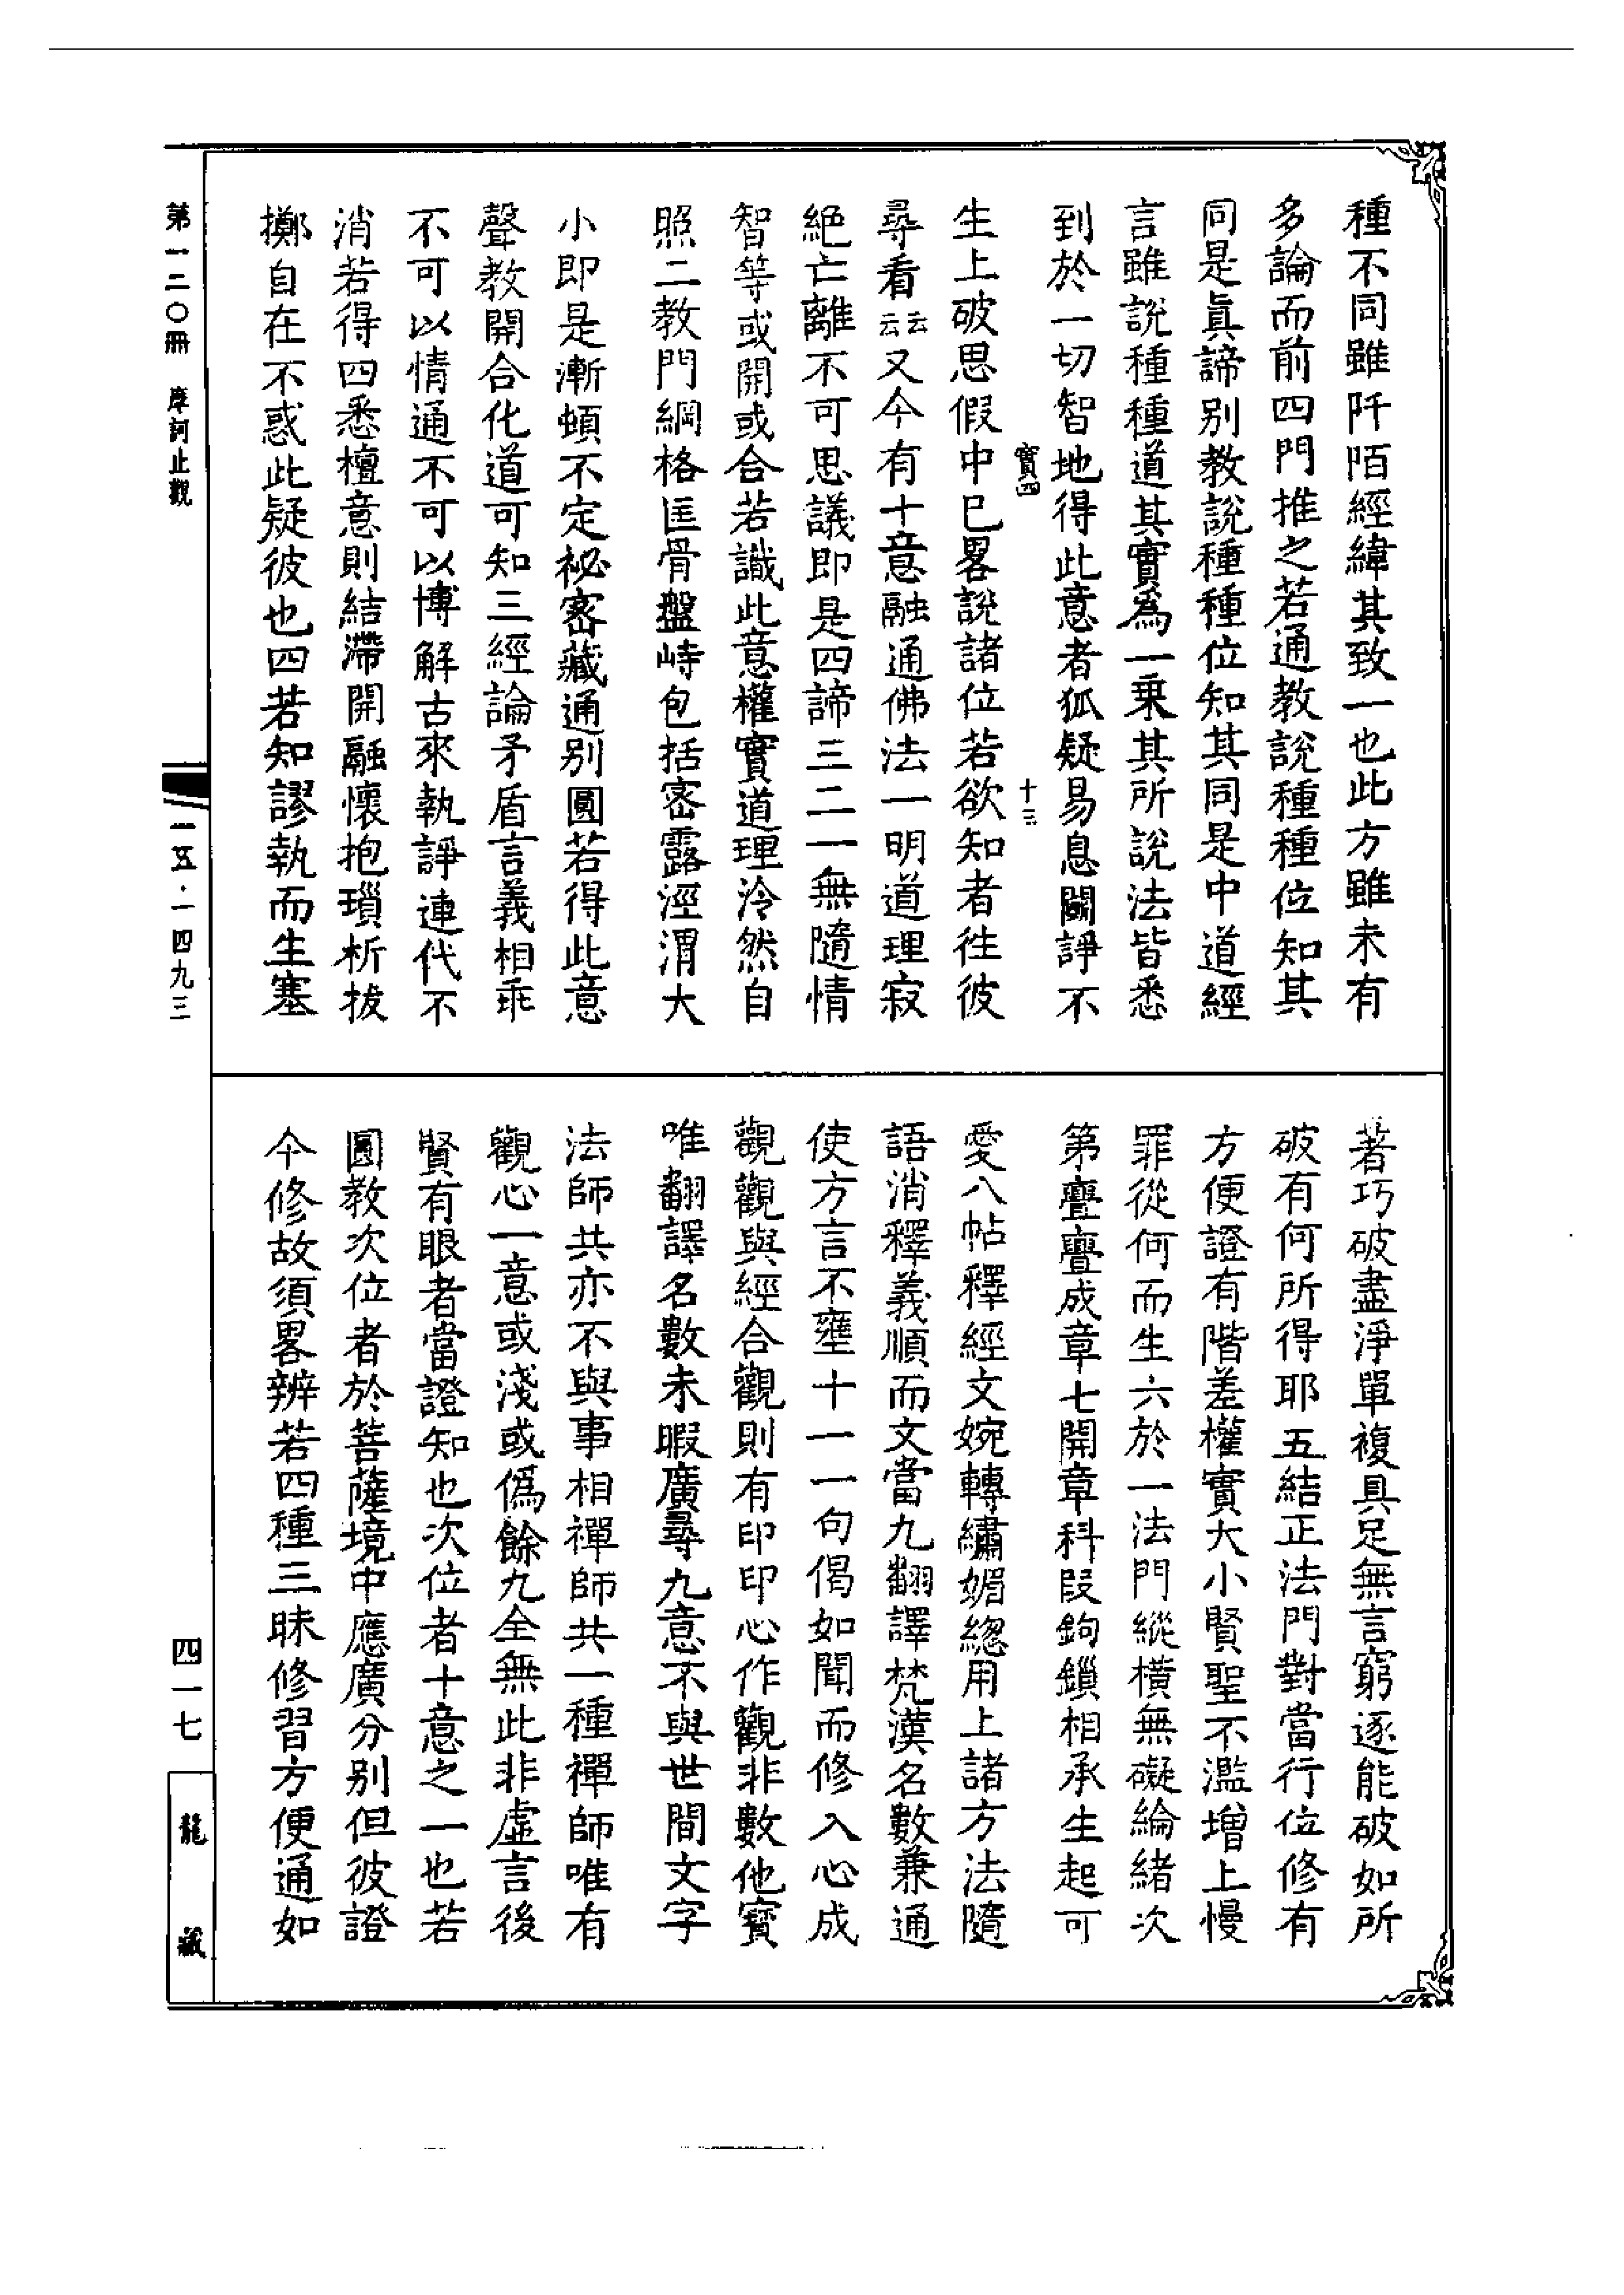 種不同雖阡陌經緯其致一也此方雖未有
多論而前四門推之若通教說種種位知其
同是眞諦別教說種種位知其同是中道經
言雖說種種道其實爲一乗其所說法皆悉
到於一切智地得此意者狐疑易息鬬諍不
寳四
十三
生上破思假中已畧說諸位若欲知者徃彼
尋看云云又今有十意融通佛法一明道理寂
絕亡離不可思議即是四諦三二一無隨情
智等或開或合若識此意權實道理泠然自
照二教門綱格匡骨盤峙包括密露涇渭大
小即是漸頓不定祕密藏通別圓若得此意
聲教開合化道可知三經論矛盾言義相乖
不可以情通不可以博解古來執諍連代不
消若得四悉檀意則結滯開融懷抱瑣析拔
擲自在不惑此疑彼也四若知謬執而生塞
著巧破盡淨單複具足無言窮逐能破如所
破有何所得耶五結正法門對當行位修有
方便證有階差權實大小賢聖不濫增上慢
罪從何而生六於一法門縱橫無礙綸緒次
第亹亹成章七開章科段鉤鎖相承生起可
愛八帖釋經文婉轉繡媚總用上諸方法隨
語消釋義順而文當九翻譯梵漢名數兼通
使方言不壅十一一句偈如聞而修入心成
觀觀與經合觀則有印印心作觀非數他寳
唯翻譯名數未暇廣尋九意不與世間文字
法師共亦不與事相禪師共一種禪師唯有
觀心一意或淺或僞餘九全無此非虛言後
賢有眼者當證知也次位者十意之一也若
圓教次位者於菩薩境中應廣分別但彼證
今修故須畧辨若四種三昧修習方便通如
第一二〇冊 摩訶止觀
一五·一四九三
四一七
龍藏